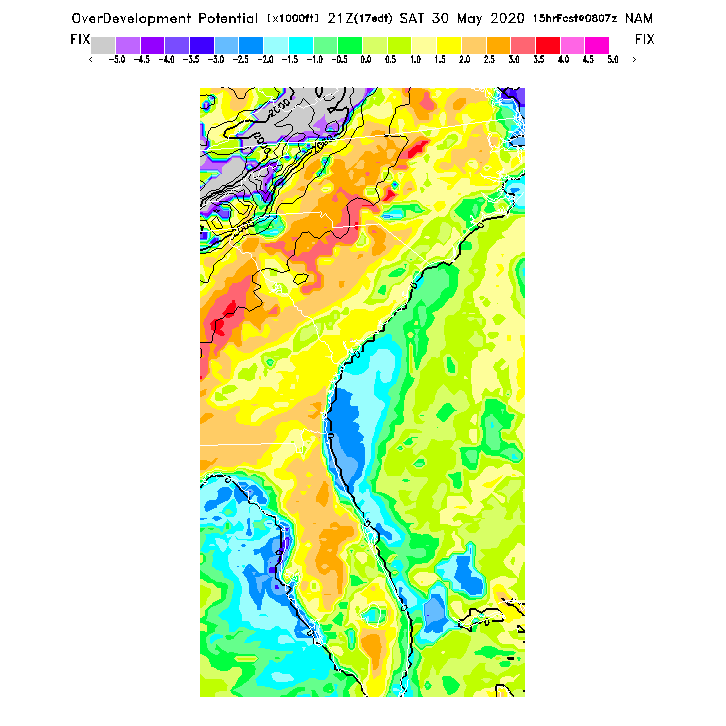 OverDevelopment Potential [x1000ft] 21Z(17edt) SAT 30 May 2020 15hrFcst@0807z NAM
FIX FIX
< -5.0 -4.5 -4.0 -3.5 -3.0 -2.5 -2.0 -1.5 -1.0 -0.5 0.0 0.5 1.0 1.5 2.0 2.5 3.0 3.5 4.0 4.5 5.0 >
2000